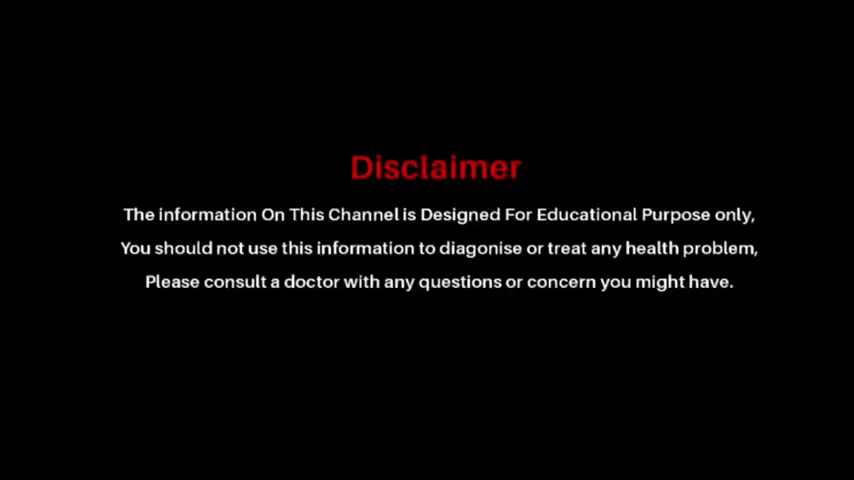 Disclaimer
The information On This Channel is Designed For Educational Purpose only,
You should not use this information to diagonise or treat any health problem,
Please consult a doctor with any questions or concern you might have.